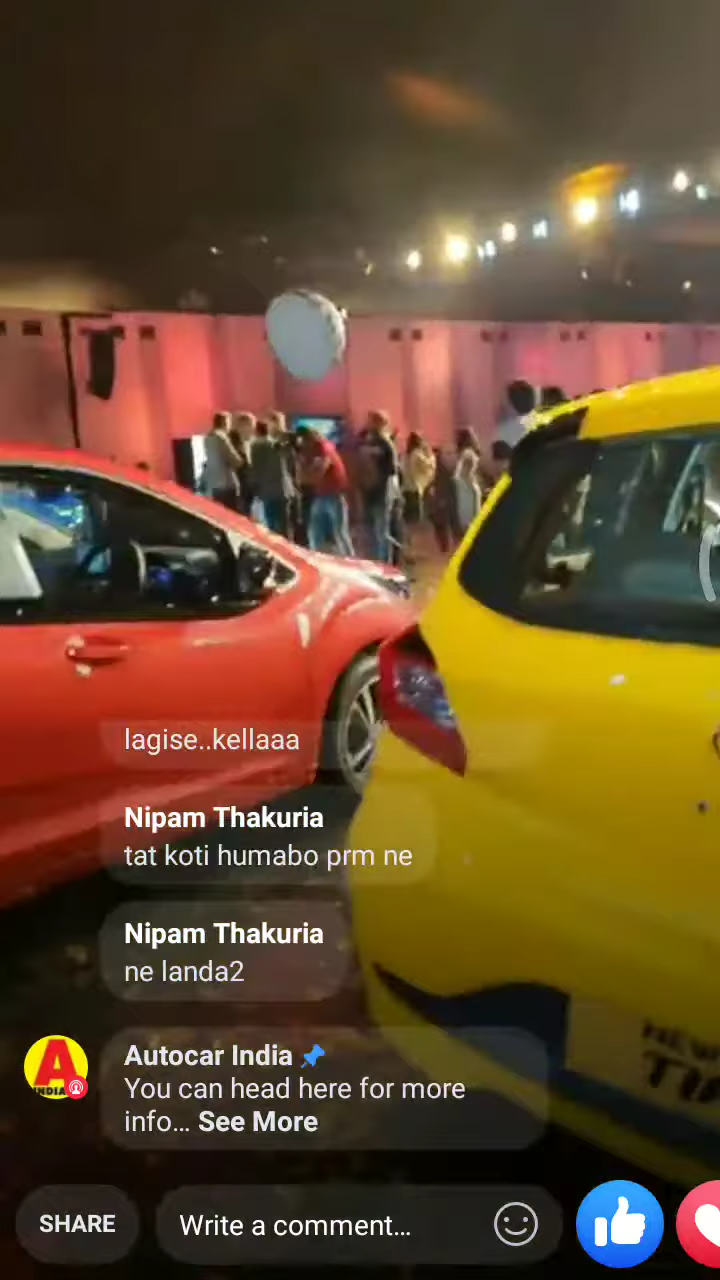 lagise..kellaaa
Nipam Thakuria
tat koti humabo prm ne
Nipam Thakuria
ne landa2
A
INDIA
Autocar India
You can head here for more
info... See More
SHARE
Write a comment...